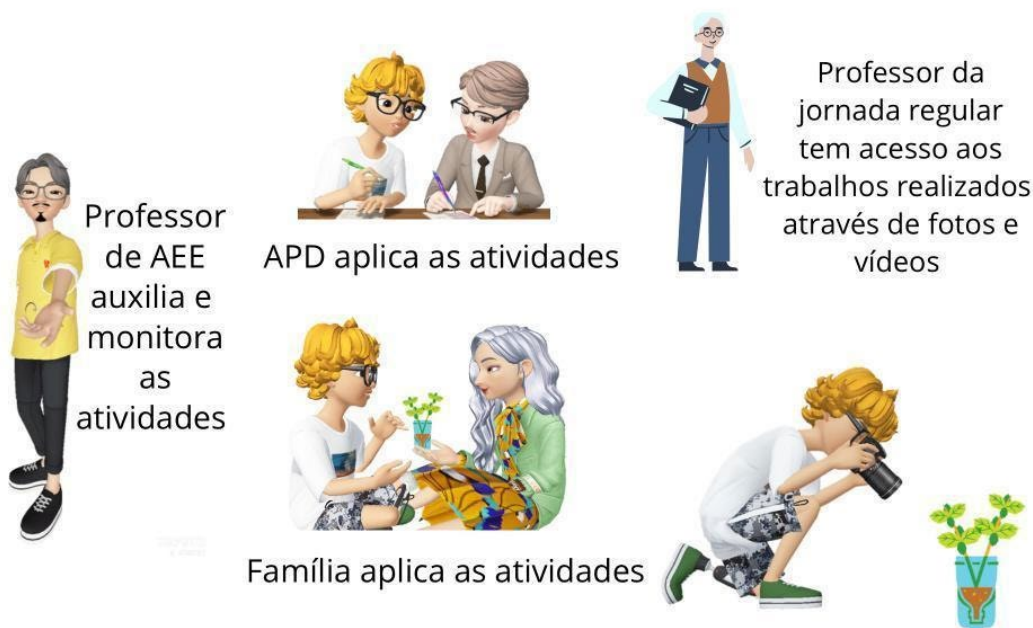 Professor
de AEE
auxilia e
monitora
as
atividades
APD aplica as atividades
Família aplica as atividades
Professor da
jornada regular
tem acesso aos
trabalhos realizados
através de fotos e
vídeos